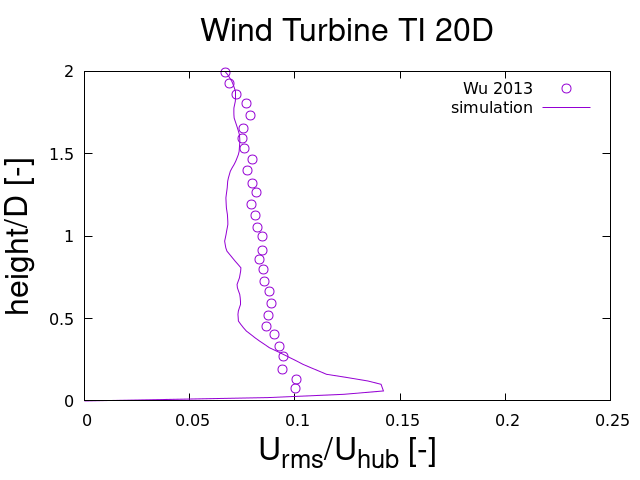 Wind Turbine TI 20D
2
Wu 2013
simulation
1.5
1
0.5
0
0 0.05 0.1 0.15 0.2 0.25
height/D [-]
Urms/Uhub [-]